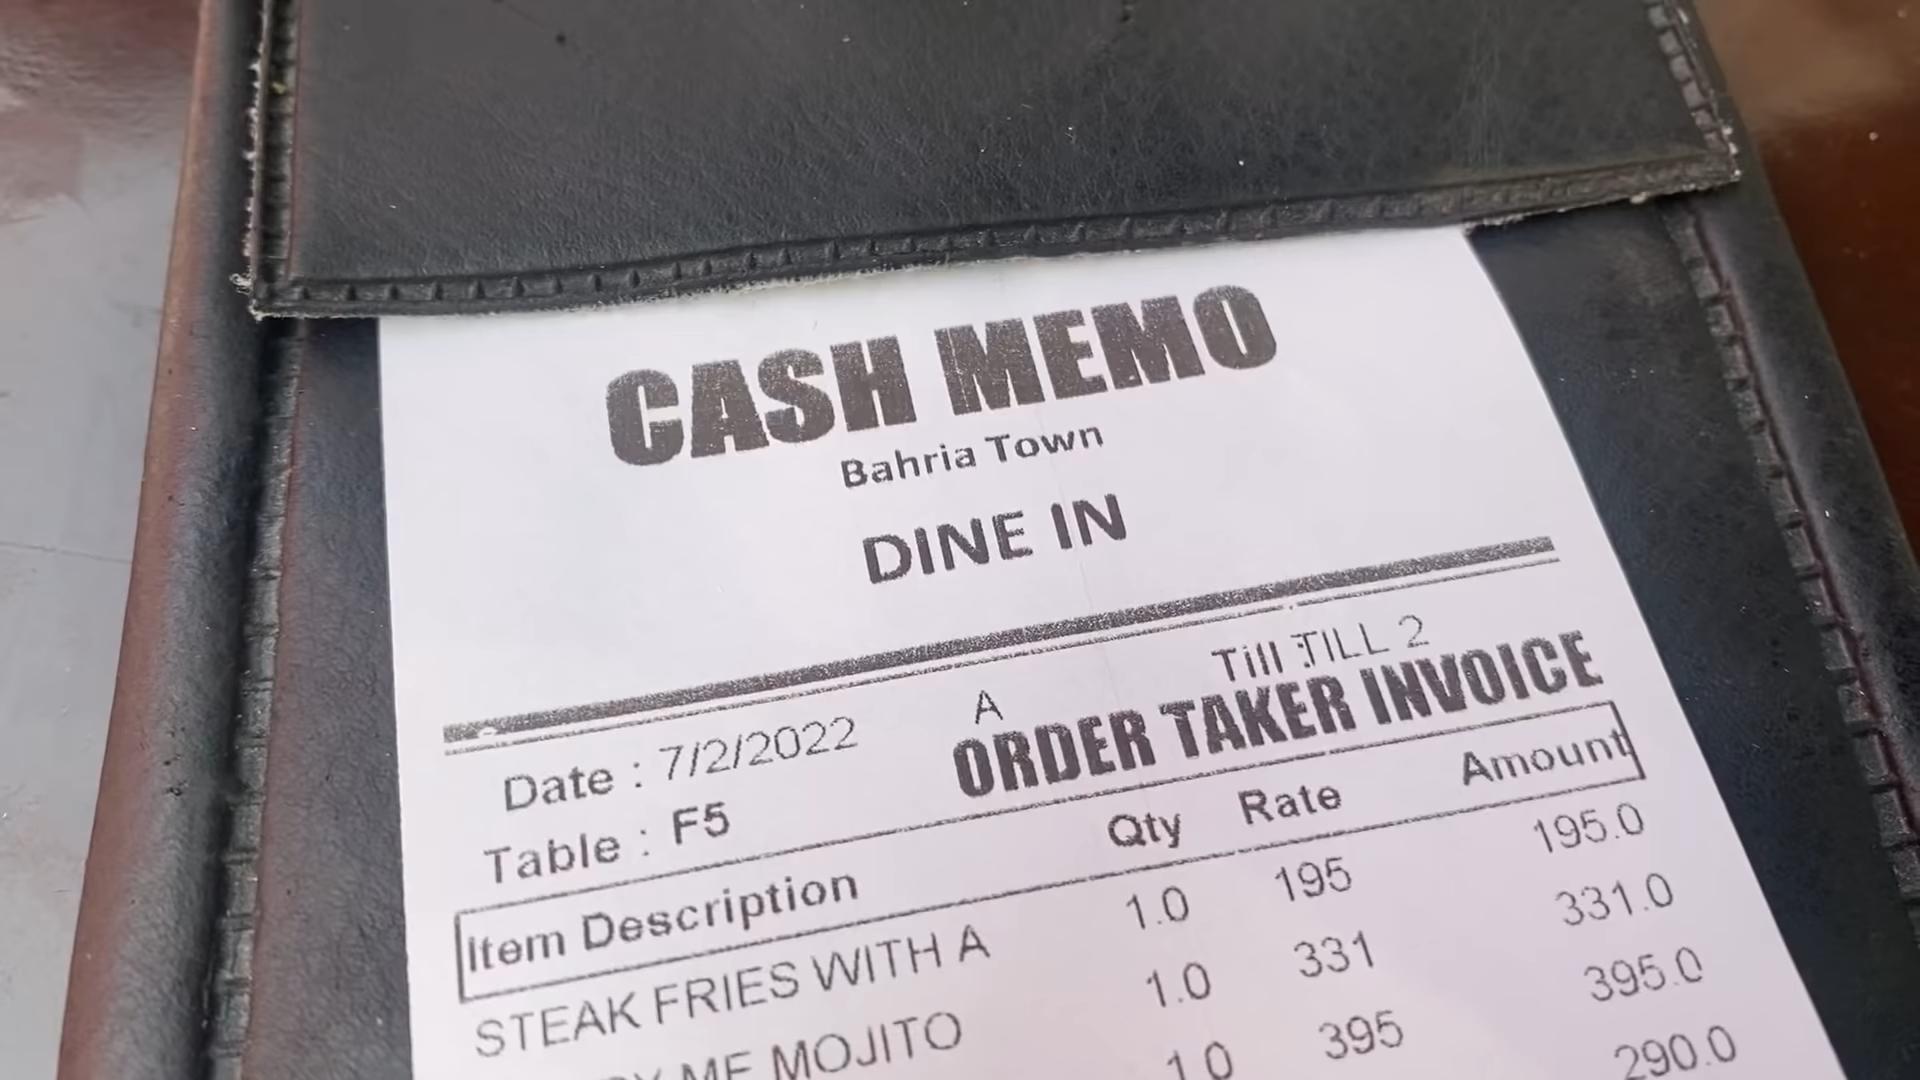 CASH MEMO
Bahria Town
DINE IN
Till :TILL 2
Date : 7/2/2022 A
ORDER TAKER INVOICE
Table : F5
Item Description Qty Rate Amount
STEAK FRIES WITH A 1.0 195 195.0
ME MOJITO 1.0 331 331.0
1.0 395 395.0
290.0